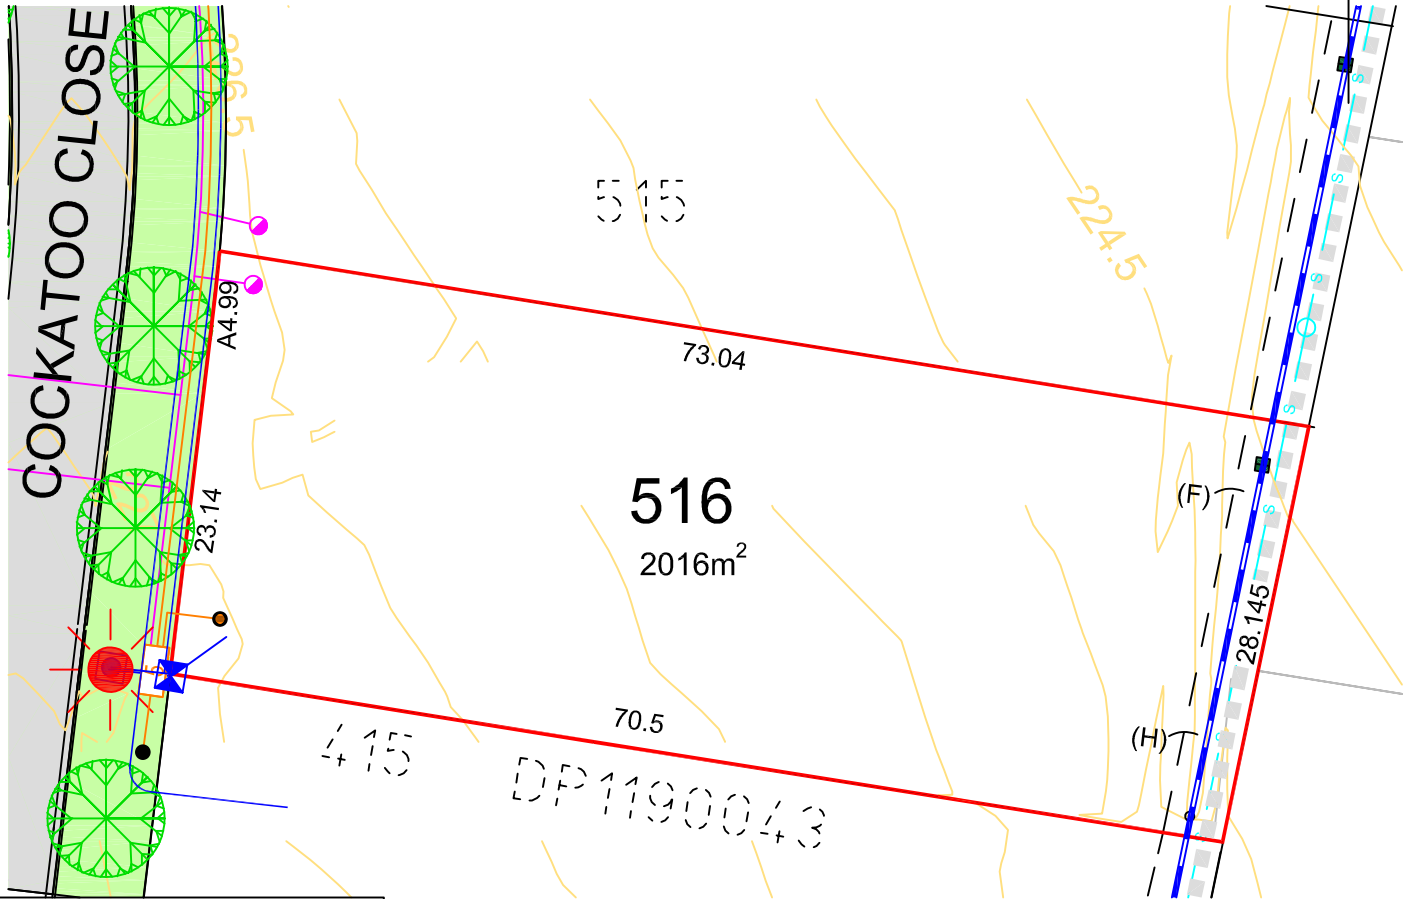 COCKATOO CLOSE
226.5
515
224.5
A4.99
73.04
516
2016m²
(F)
23.14
28.145
(H)
70.5
415
DP1190043
S
S
S
S
S
S
S